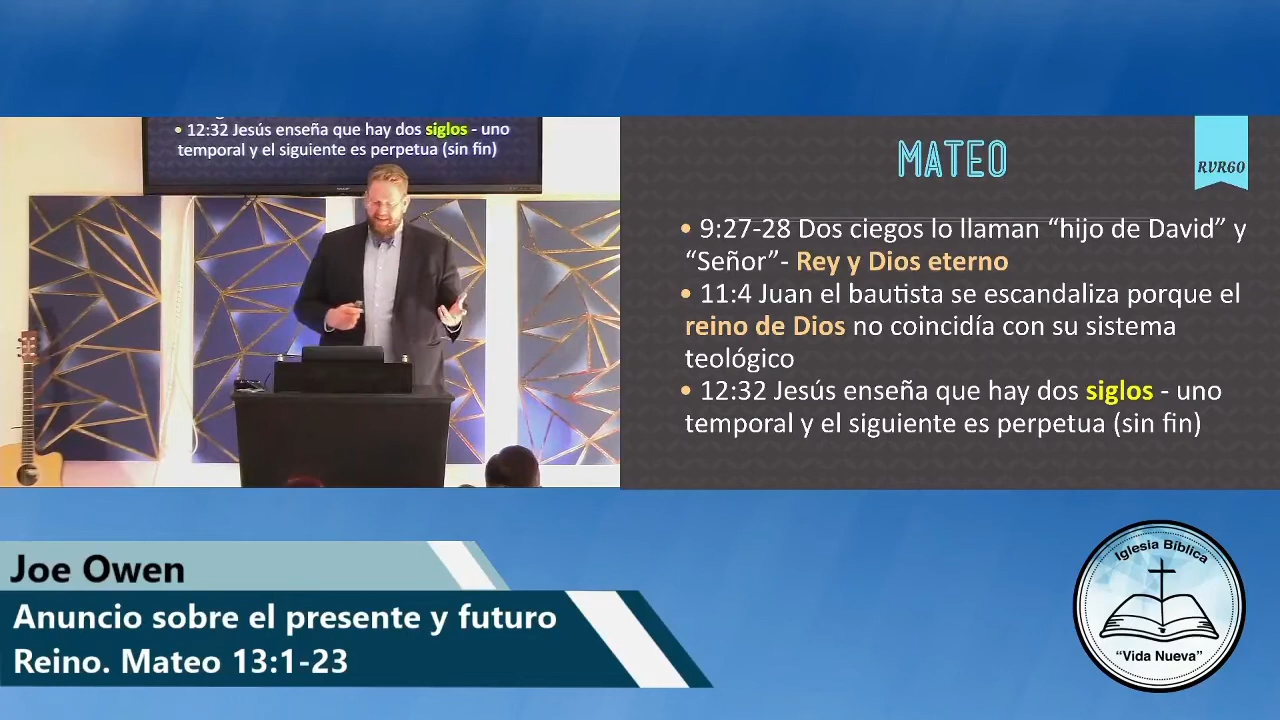 • 12:32 Jesús enseña que hay dos siglos - uno
temporal y el siguiente es perpetua (sin fin)
MATEO
RVR60
• 9:27-28 Dos ciegos lo llaman “hijo de David” y
“Señor”- Rey y Dios eterno
• 11:4 Juan el bautista se escandaliza porque el
reino de Dios no coincidía con su sistema
teológico
• 12:32 Jesús enseña que hay dos siglos - uno
temporal y el siguiente es perpetua (sin fin)
Joe Owen
Anuncio sobre el presente y futuro
Reino. Mateo 13:1-23
Iglesia Bíblica
“Vida Nueva”